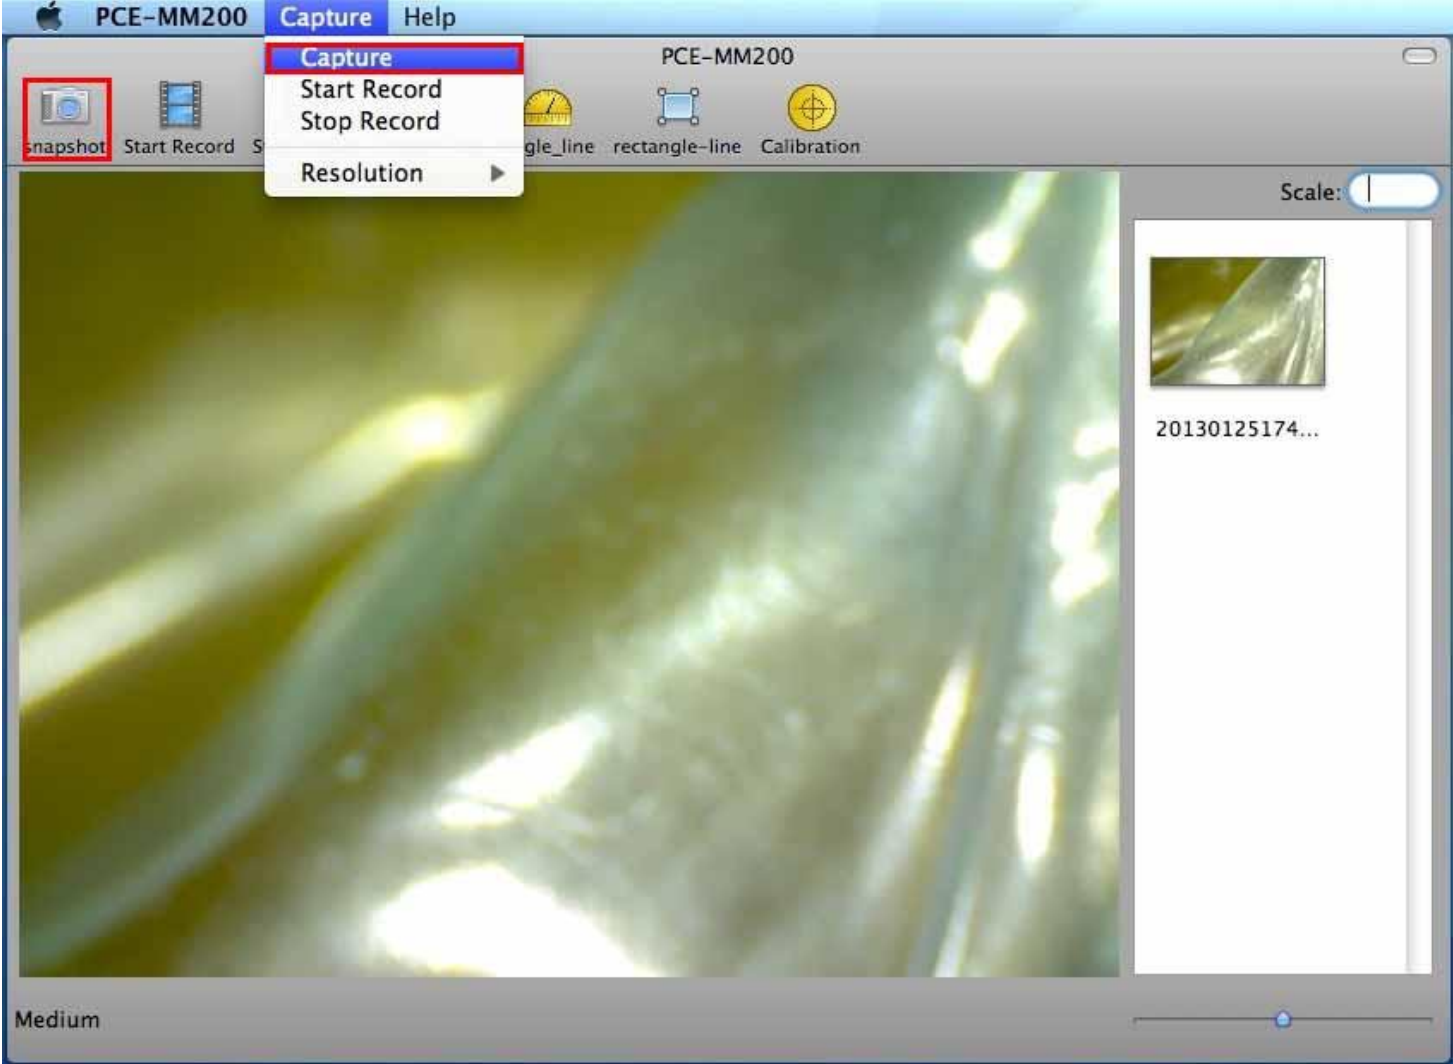 PCE-MM200 Capture Help
PCE-MM200
Capture
Start Record
Stop Record
Resolution
snapshot Start Record S gle_line rectangle-line Calibration
Scale:
20130125174...
Medium